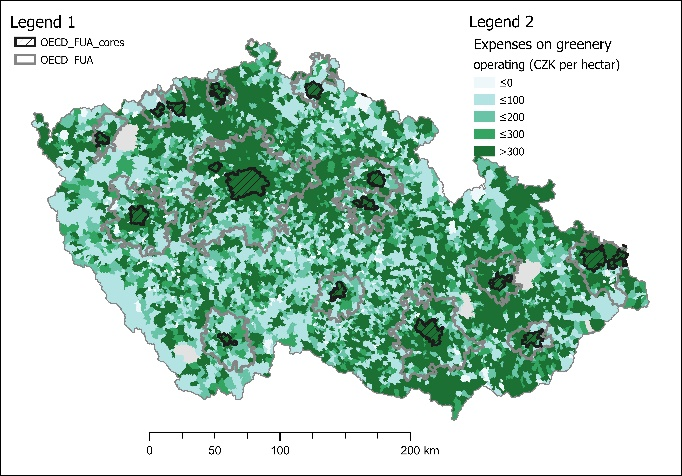 Legend 1
OECD_FUA_cores
OECD_FUA
Legend 2
Expenses on greenery
operating (CZK per hectar)
≤0
≤100
≤200
≤300
>300
0 50 100 200 km